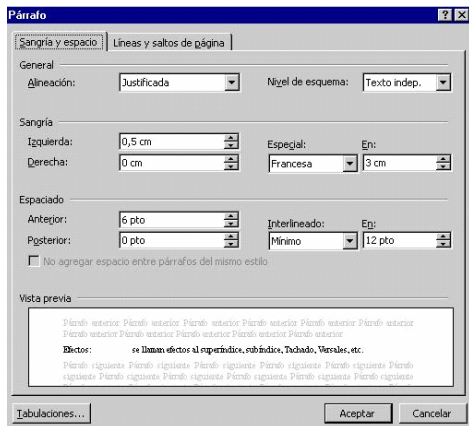 Párrafo
Sangría y espacio Líneas y saltos de página
General
Alineación: Justificada Nivel de esquema: Texto indep.
Sangría
Izquierda: 0,5 cm Especial: En:
Derecha: 0 cm Francesa 3 cm
Espaciado
Anterior: 6 pto Interlineado: En:
Posterior: 0 pto Mínimo 12 pto
No agregar espacio entre párrafos del mismo estilo
Vista previa
Párrafo anterior Párrafo anterior Párrafo anterior Párrafo anterior Párrafo anterior Párrafo anterior
Párrafo anterior Párrafo anterior Párrafo anterior Párrafo anterior Párrafo anterior
Efectos: se llaman efectos al superíndice, subíndice, Tachado, Versales, etc.
Párrafo siguiente Párrafo siguiente Párrafo siguiente Párrafo siguiente Párrafo siguiente Párrafo
siguiente Párrafo siguiente Párrafo siguiente Párrafo siguiente Párrafo siguiente Párrafo
Tabulaciones... Aceptar Cancelar